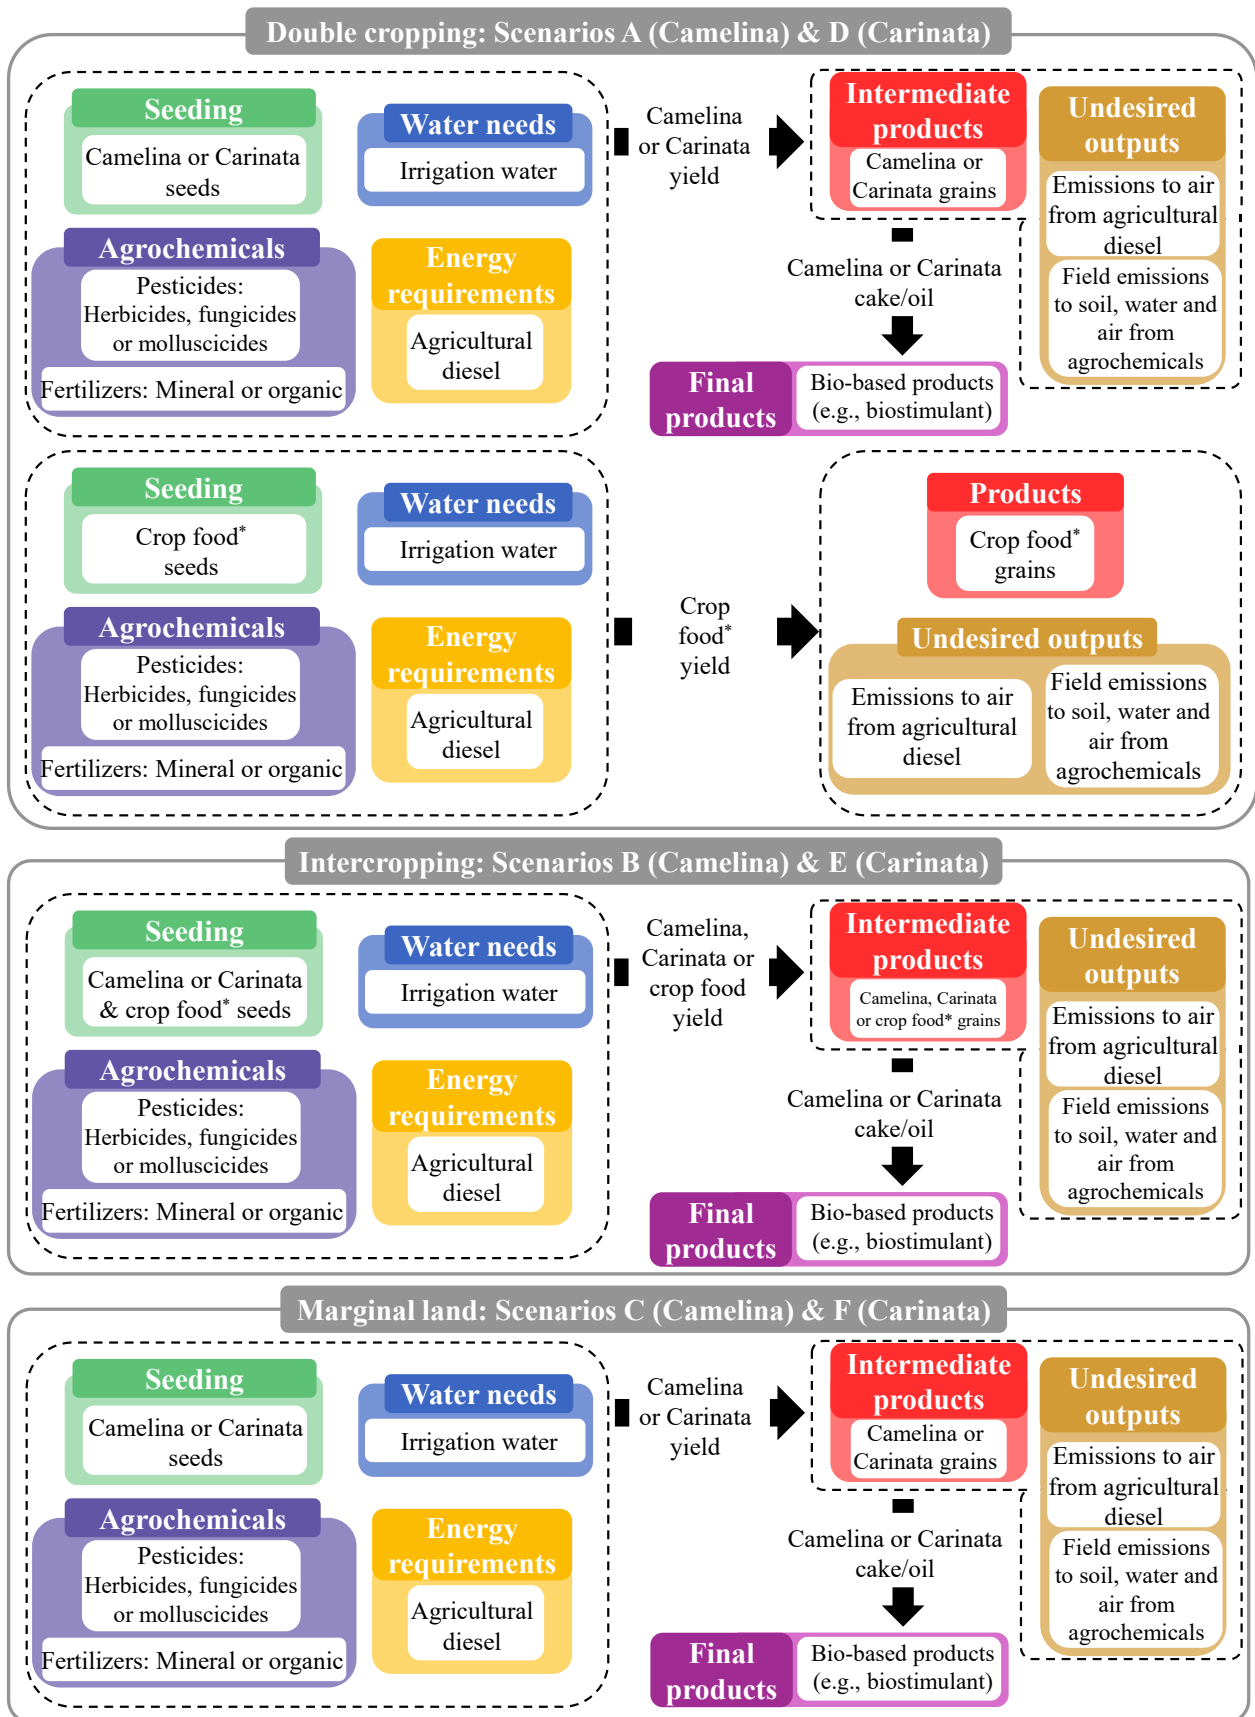 Double cropping: Scenarios A (Camelina) & D (Carinata)
Seeding
Camelina or Carinata
seeds
Water needs
Irrigation water
Agrochemicals
Pesticides:
Herbicides, fungicides
or molluscicides
Fertilizers: Mineral or organic
Energy
requirements
Agricultural
diesel
Camelina
or Carinata
yield
Intermediate
products
Camelina or
Carinata grains
Undesired
outputs
Emissions to air
from agricultural
diesel
Field emissions
to soil, water and
air from
agrochemicals
Camelina or Carinata
cake/oil
Final
products
Bio-based products
(e.g., biostimulant)
Seeding
Crop food*
seeds
Water needs
Irrigation water
Agrochemicals
Pesticides:
Herbicides, fungicides
or molluscicides
Fertilizers: Mineral or organic
Energy
requirements
Agricultural
diesel
Crop
food*
yield
Products
Crop food*
grains
Undesired outputs
Emissions to air
from agricultural
diesel
Field emissions
to soil, water and
air from
agrochemicals
Intercropping: Scenarios B (Camelina) & E (Carinata)
Seeding
Camelina or Carinata
& crop food* seeds
Water needs
Irrigation water
Agrochemicals
Pesticides:
Herbicides, fungicides
or molluscicides
Fertilizers: Mineral or organic
Energy
requirements
Agricultural
diesel
Camelina,
Carinata or
crop food
yield
Intermediate
products
Camelina, Carinata
or crop food* grains
Undesired
outputs
Emissions to air
from agricultural
diesel
Field emissions
to soil, water and
air from
agrochemicals
Camelina or Carinata
cake/oil
Final
products
Bio-based products
(e.g., biostimulant)
Marginal land: Scenarios C (Camelina) & F (Carinata)
Seeding
Camelina or Carinata
seeds
Water needs
Irrigation water
Agrochemicals
Pesticides:
Herbicides, fungicides
or molluscicides
Fertilizers: Mineral or organic
Energy
requirements
Agricultural
diesel
Camelina
or Carinata
yield
Intermediate
products
Camelina or
Carinata grains
Undesired
outputs
Emissions to air
from agricultural
diesel
Field emissions
to soil, water and
air from
agrochemicals
Camelina or Carinata
cake/oil
Final
products
Bio-based products
(e.g., biostimulant)